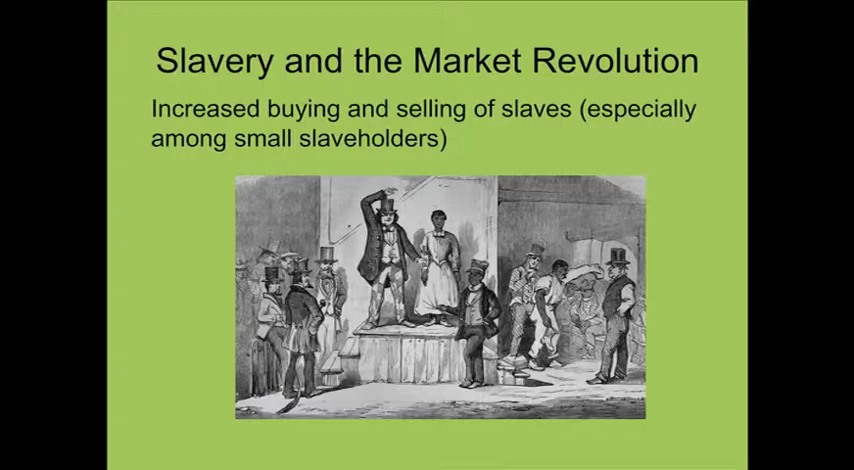 Slavery and the Market Revolution
Increased buying and selling of slaves (especially
among small slaveholders)